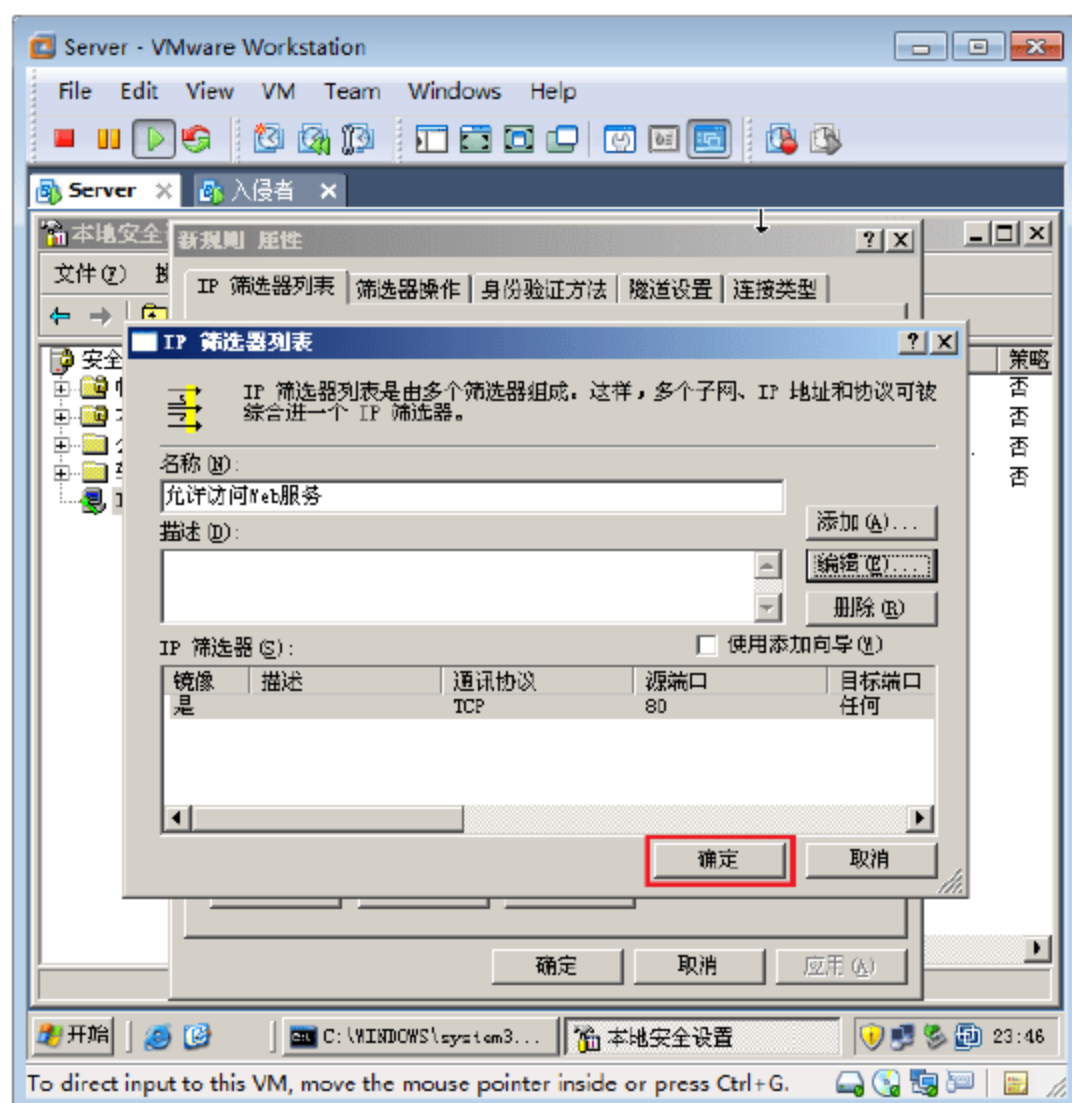 Server - VMware Workstation
File Edit View VM Team Windows Help
Server 入侵者
本地安全
新规则 属性
文件(F)
IP 筛选器列表 筛选器操作 身份验证方法 隧道设置 连接类型
IP 筛选器列表
安全
策略
IP 筛选器列表是由多个筛选器组成。这样,多个子网、IP 地址和协议可被
综合进一个 IP 筛选器。
否
否
否
否
名称(N):
允许访问Web服务
描述(D):
添加(A)...
编辑(E)...
删除(R)
IP 筛选器(S):
使用添加向导(W)
镜像 描述 通讯协议 源端口 目标端口
是 TCP 80 任何
确定 取消
确定 取消 应用(A)
开始 C:\WINDOWS\system3... 本地安全设置 23:46
To direct input to this VM, move the mouse pointer inside or press Ctrl+G.